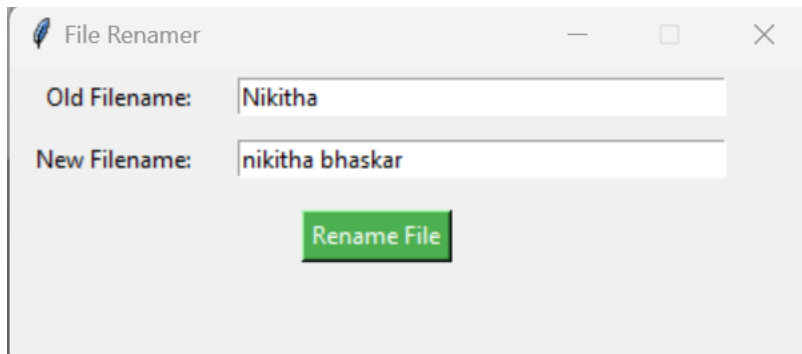 File Renamer
Old Filename: Nikitha
New Filename: nikitha bhaskar
Rename File